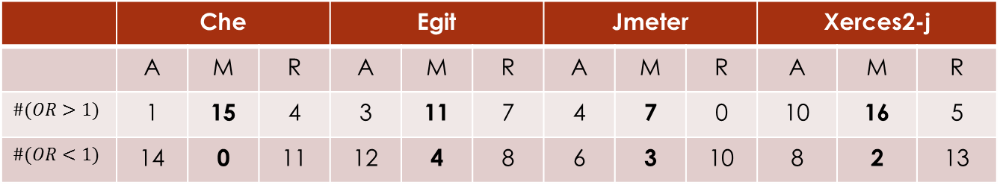 Che Egit Jmeter Xerces2-j
A M R A M R A M R A M R
#(OR > 1) 1 15 4 3 11 7 4 7 0 10 16 5
#(OR < 1) 14 0 11 12 4 8 6 3 10 8 2 13